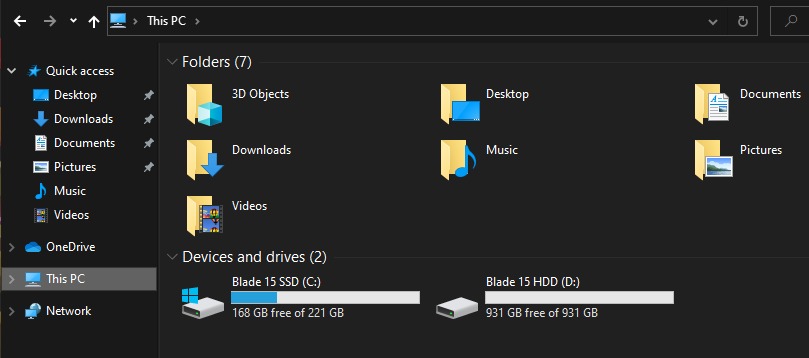 This PC
Quick access
Desktop
Downloads
Documents
Pictures
Music
Videos
OneDrive
This PC
Network
Folders (7)
3D Objects
Desktop
Documents
Downloads
Music
Pictures
Videos
Devices and drives (2)
Blade 15 SSD (C:)
168 GB free of 221 GB
Blade 15 HDD (D:)
931 GB free of 931 GB